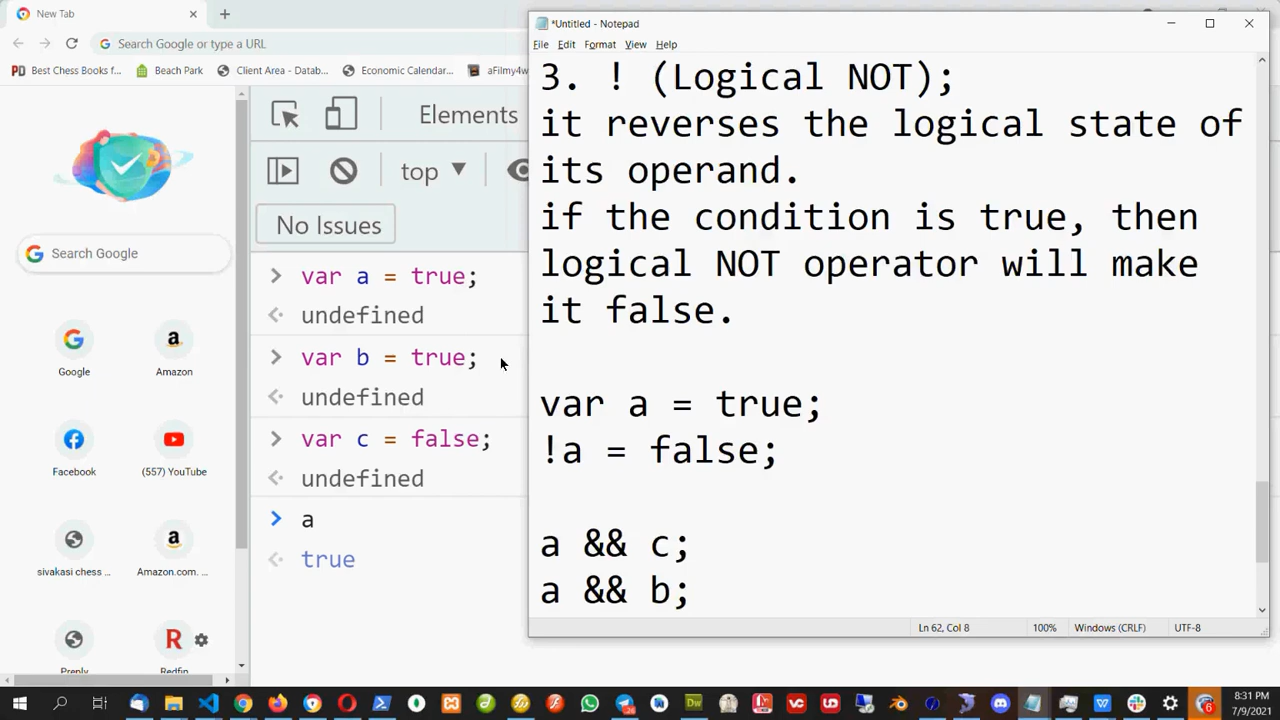 New Tab
*Untitled - Notepad
Search Google or type a URL
File Edit Format View Help
Best Chess Books f...
Beach Park
Client Area - Datab...
Economic Calendar...
aFilmy4w
3. ! (Logical NOT);
it reverses the logical state of
its operand.
if the condition is true, then
logical NOT operator will make
it false.
var a = true;
!a = false;
a && c;
a && b;
Ln 62, Col 8
100%
Windows (CRLF)
UTF-8
Elements
top
No Issues
> var a = true;
undefined
> var b = true;
undefined
> var c = false;
undefined
> a
true
Search Google
Google
Amazon
Facebook
(557) YouTube
sivakasi chess ...
Amazon.com. ...
Preply
Redfin
8:31 PM
7/9/2021